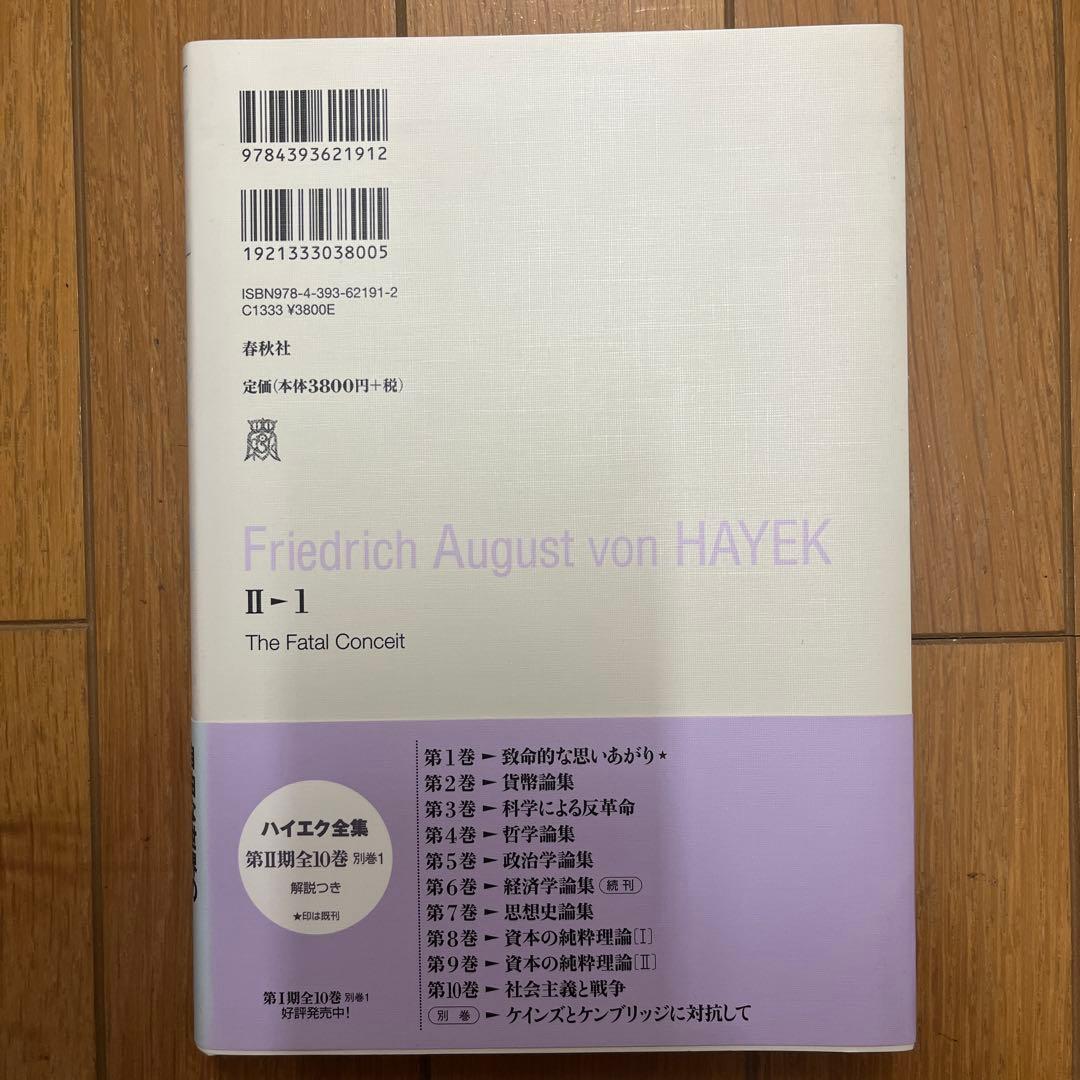 9784393621912
1921333038005
ISBN978-4-393-62191-2
C1333 ¥3800E
春秋社
定価(本体3800円+税)
Friedrich August von HAYEK
II►1
The Fatal Conceit
ハイエク全集
第II期全10巻 別巻1
解説つき
★印は既刊
第I期全10巻 別巻1
好評発売中!
第1巻►致命的な思いあがり★
第2巻►貨幣論集
第3巻►科学による反革命
第4巻►哲学論集
第5巻►政治学論集
第6巻►経済学論集 続刊
第7巻►思想史論集
第8巻►資本の純粋理論[I]
第9巻►資本の純粋理論[II]
第10巻►社会主義と戦争
別巻►ケインズとケンブリッジに対抗して